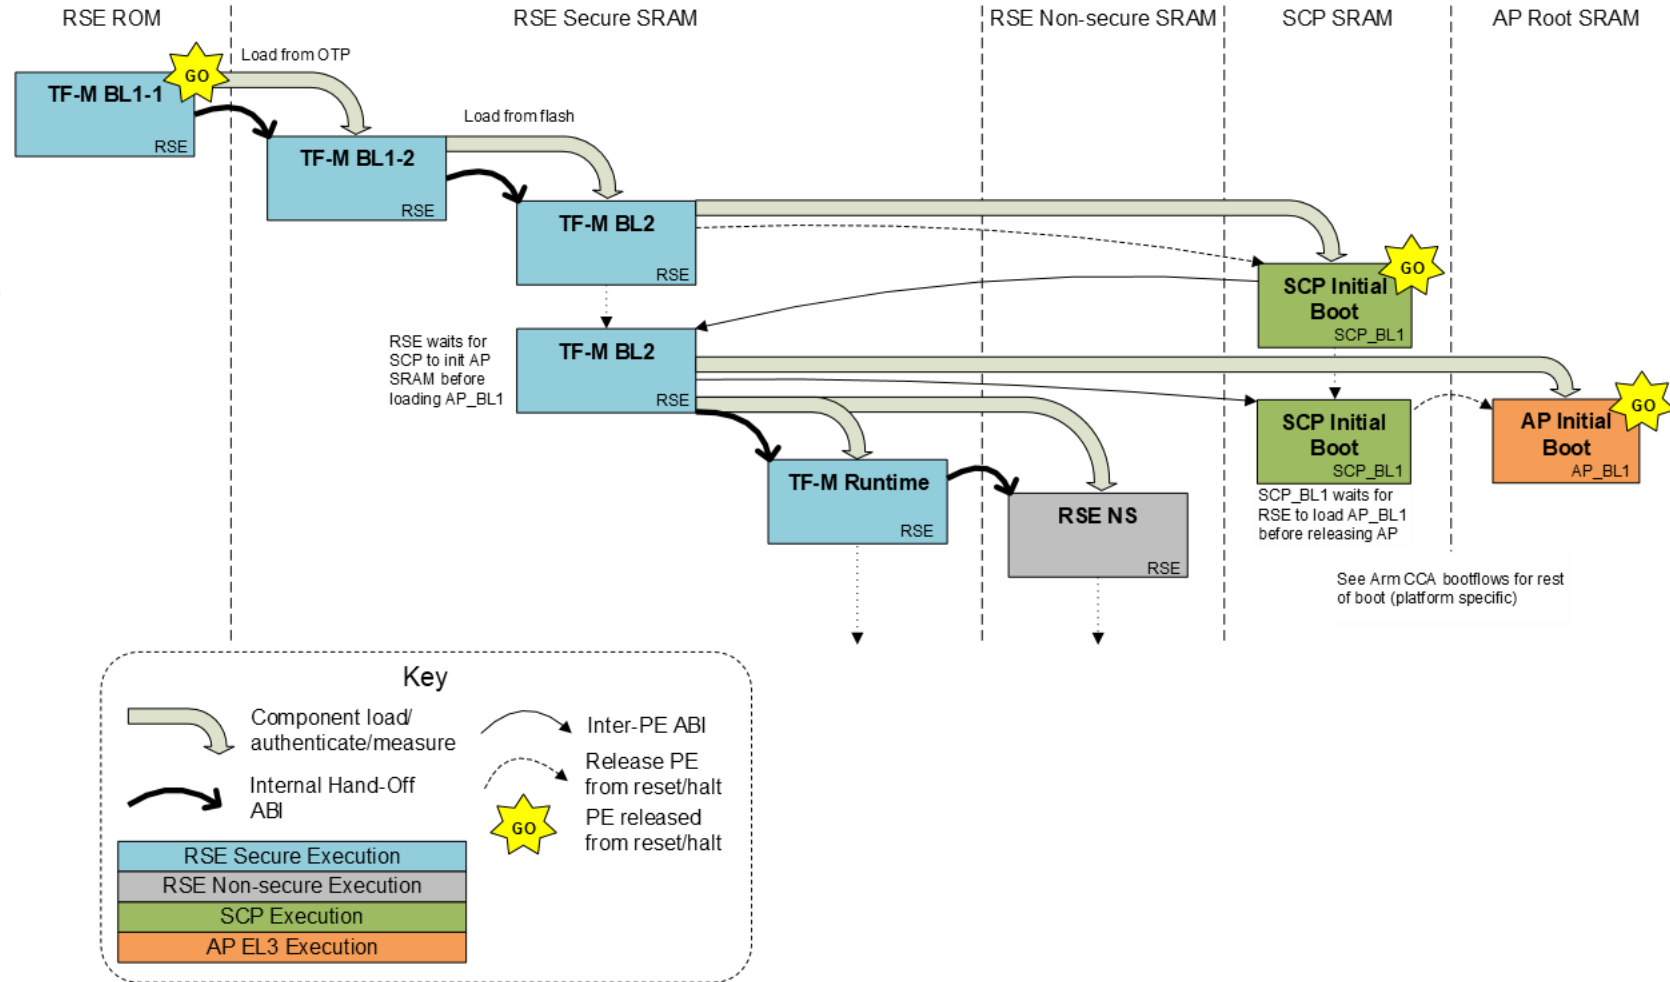 RSE ROM
RSE Secure SRAM
RSE Non-secure SRAM
SCP SRAM
AP Root SRAM
Load from OTP
GO
TF-M BL1-1
RSE
Load from flash
TF-M BL1-2
RSE
TF-M BL2
RSE
GO
SCP Initial
Boot
SCP_BL1
RSE waits for
SCP to init AP
SRAM before
loading AP_BL1
TF-M BL2
RSE
SCP Initial
Boot
SCP_BL1
GO
AP Initial
Boot
AP_BL1
TF-M Runtime
RSE
RSE NS
RSE
SCP_BL1 waits for
RSE to load AP_BL1
before releasing AP
See Arm CCA bootflows for rest
of boot (platform specific)
Key
Component load/
authenticate/measure
Inter-PE ABI
Internal Hand-Off
ABI
Release PE
from reset/halt
GO
PE released
from reset/halt
RSE Secure Execution
RSE Non-secure Execution
SCP Execution
AP EL3 Execution